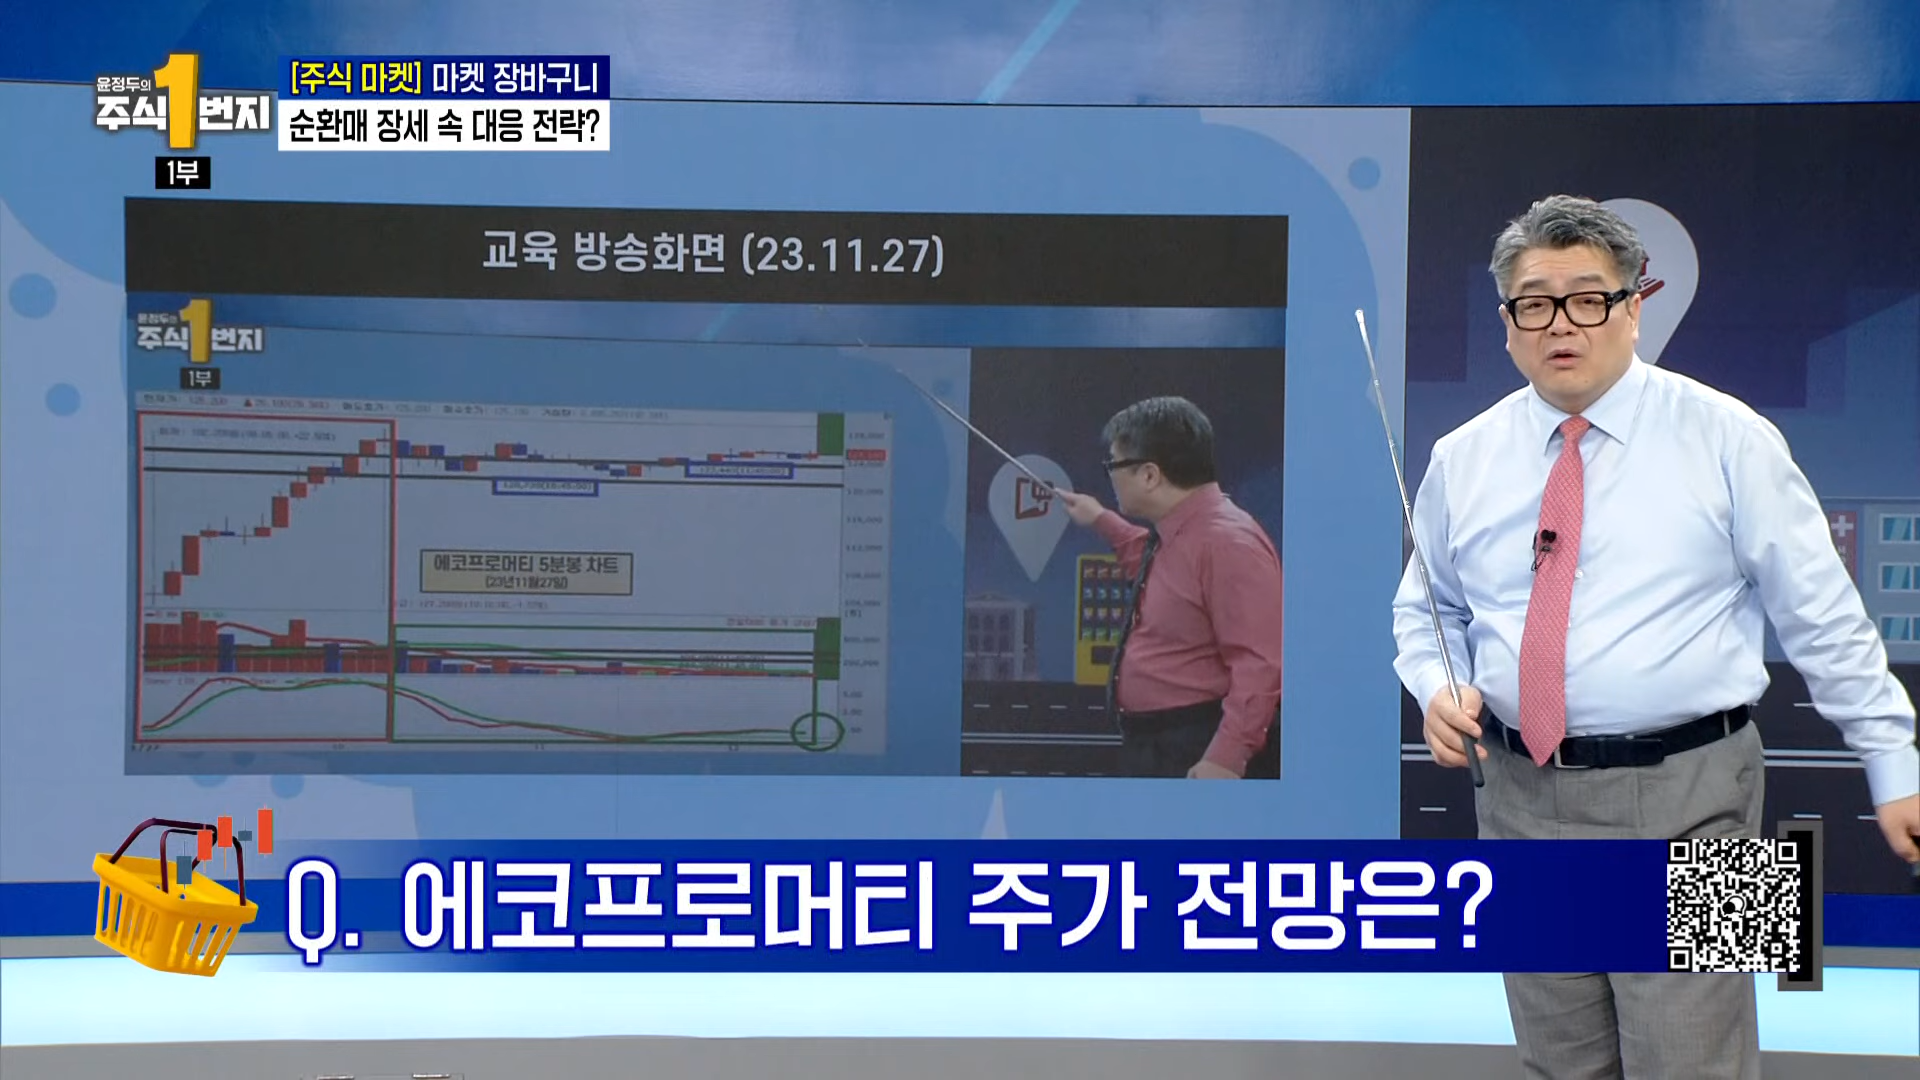 윤정두의
주식1번지
1부
[주식 마켓] 마켓 장바구니
순환매 장세 속 대응 전략?
교육 방송화면 (23.11.27)
윤정두의
주식1번지
1부
에코프로머티 5분봉 차트
(23년11월27일)
Q. 에코프로머티 주가 전망은?